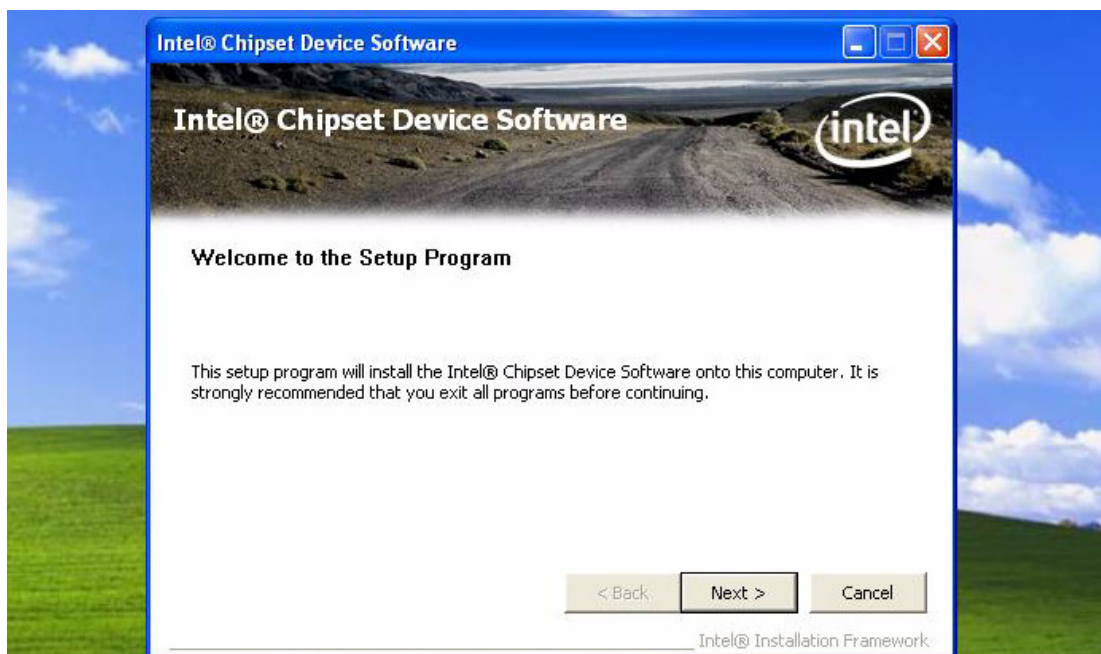 Intel® Chipset Device Software
Intel® Chipset Device Software
intel
Welcome to the Setup Program
This setup program will install the Intel® Chipset Device Software onto this computer. It is
strongly recommended that you exit all programs before continuing.
< Back Next > Cancel
Intel® Installation Framework